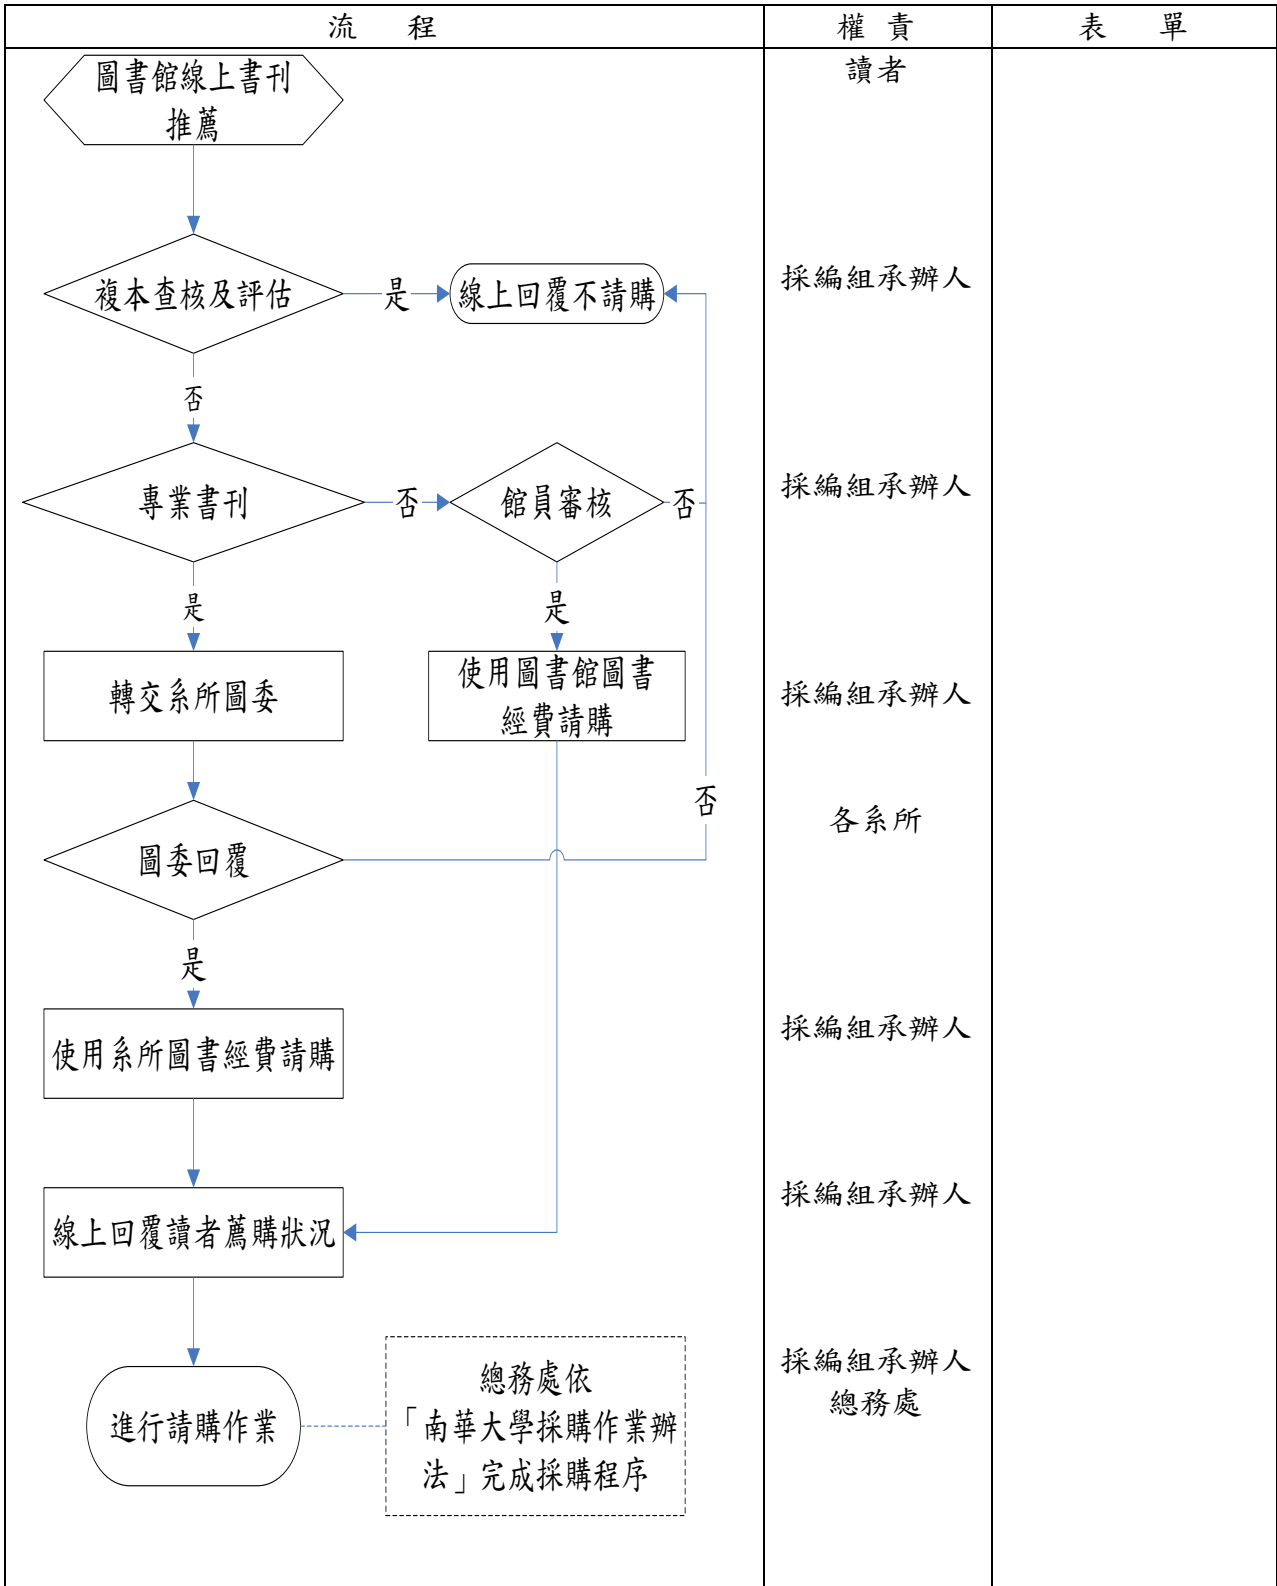 流 程
權 責
表 單
圖書館線上書刊
推薦
讀者
複本查核及評估
是
線上回覆不請購
採編組承辦人
否
專業書刊
否
館員審核
否
採編組承辦人
是
是
轉交系所圖委
使用圖書館圖書
經費請購
採編組承辦人
否
圖委回覆
各系所
是
使用系所圖書經費請購
採編組承辦人
線上回覆讀者薦購狀況
採編組承辦人
進行請購作業
總務處依
「南華大學採購作業辦
法」完成採購程序
採編組承辦人
總務處